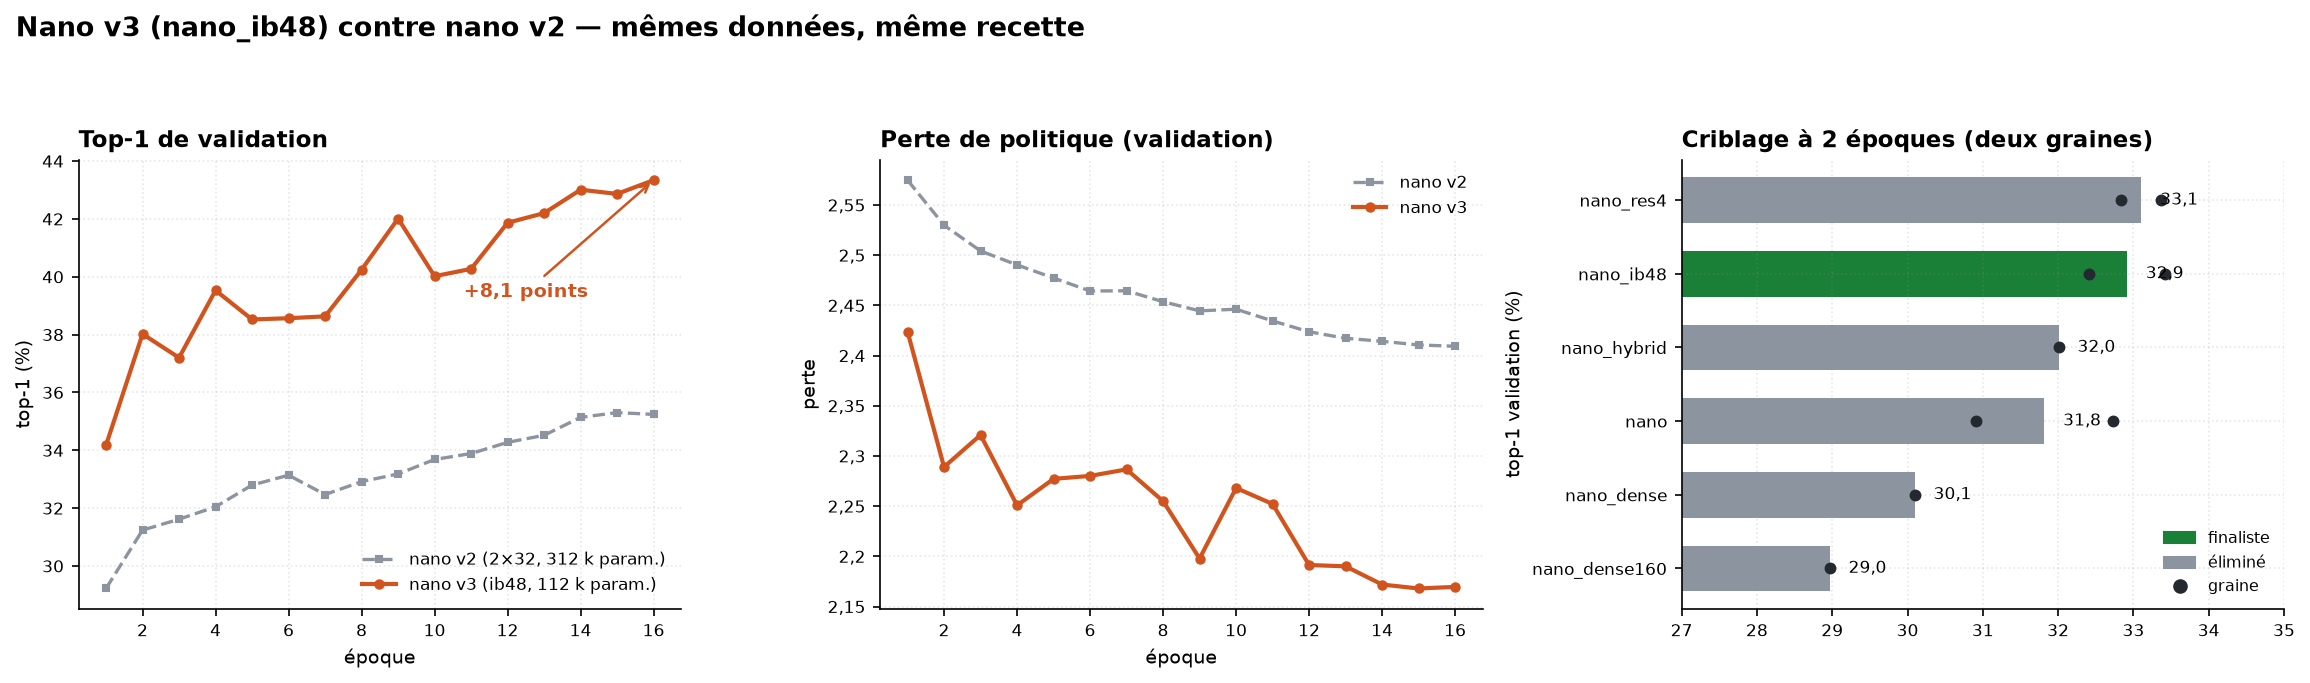 Nano v3 (nano_ib48) contre nano v2 — mêmes données, même recette
Top-1 de validation
top-1 (%)
44
42
40
38
36
34
32
30
+8,1 points
nano v2 (2×32, 312 k param.)
nano v3 (ib48, 112 k param.)
2 4 6 8 10 12 14 16
époque
Perte de politique (validation)
perte
2,55
2,5
2,45
2,4
2,35
2,3
2,25
2,2
2,15
nano v2
nano v3
2 4 6 8 10 12 14 16
époque
Criblage à 2 époques (deux graines)
top-1 validation (%)
nano_res4 33,1
nano_ib48 32,9
nano_hybrid 32,0
nano 31,8
nano_dense 30,1
nano_dense160 29,0
finaliste
éliminé
graine
27 28 29 30 31 32 33 34 35